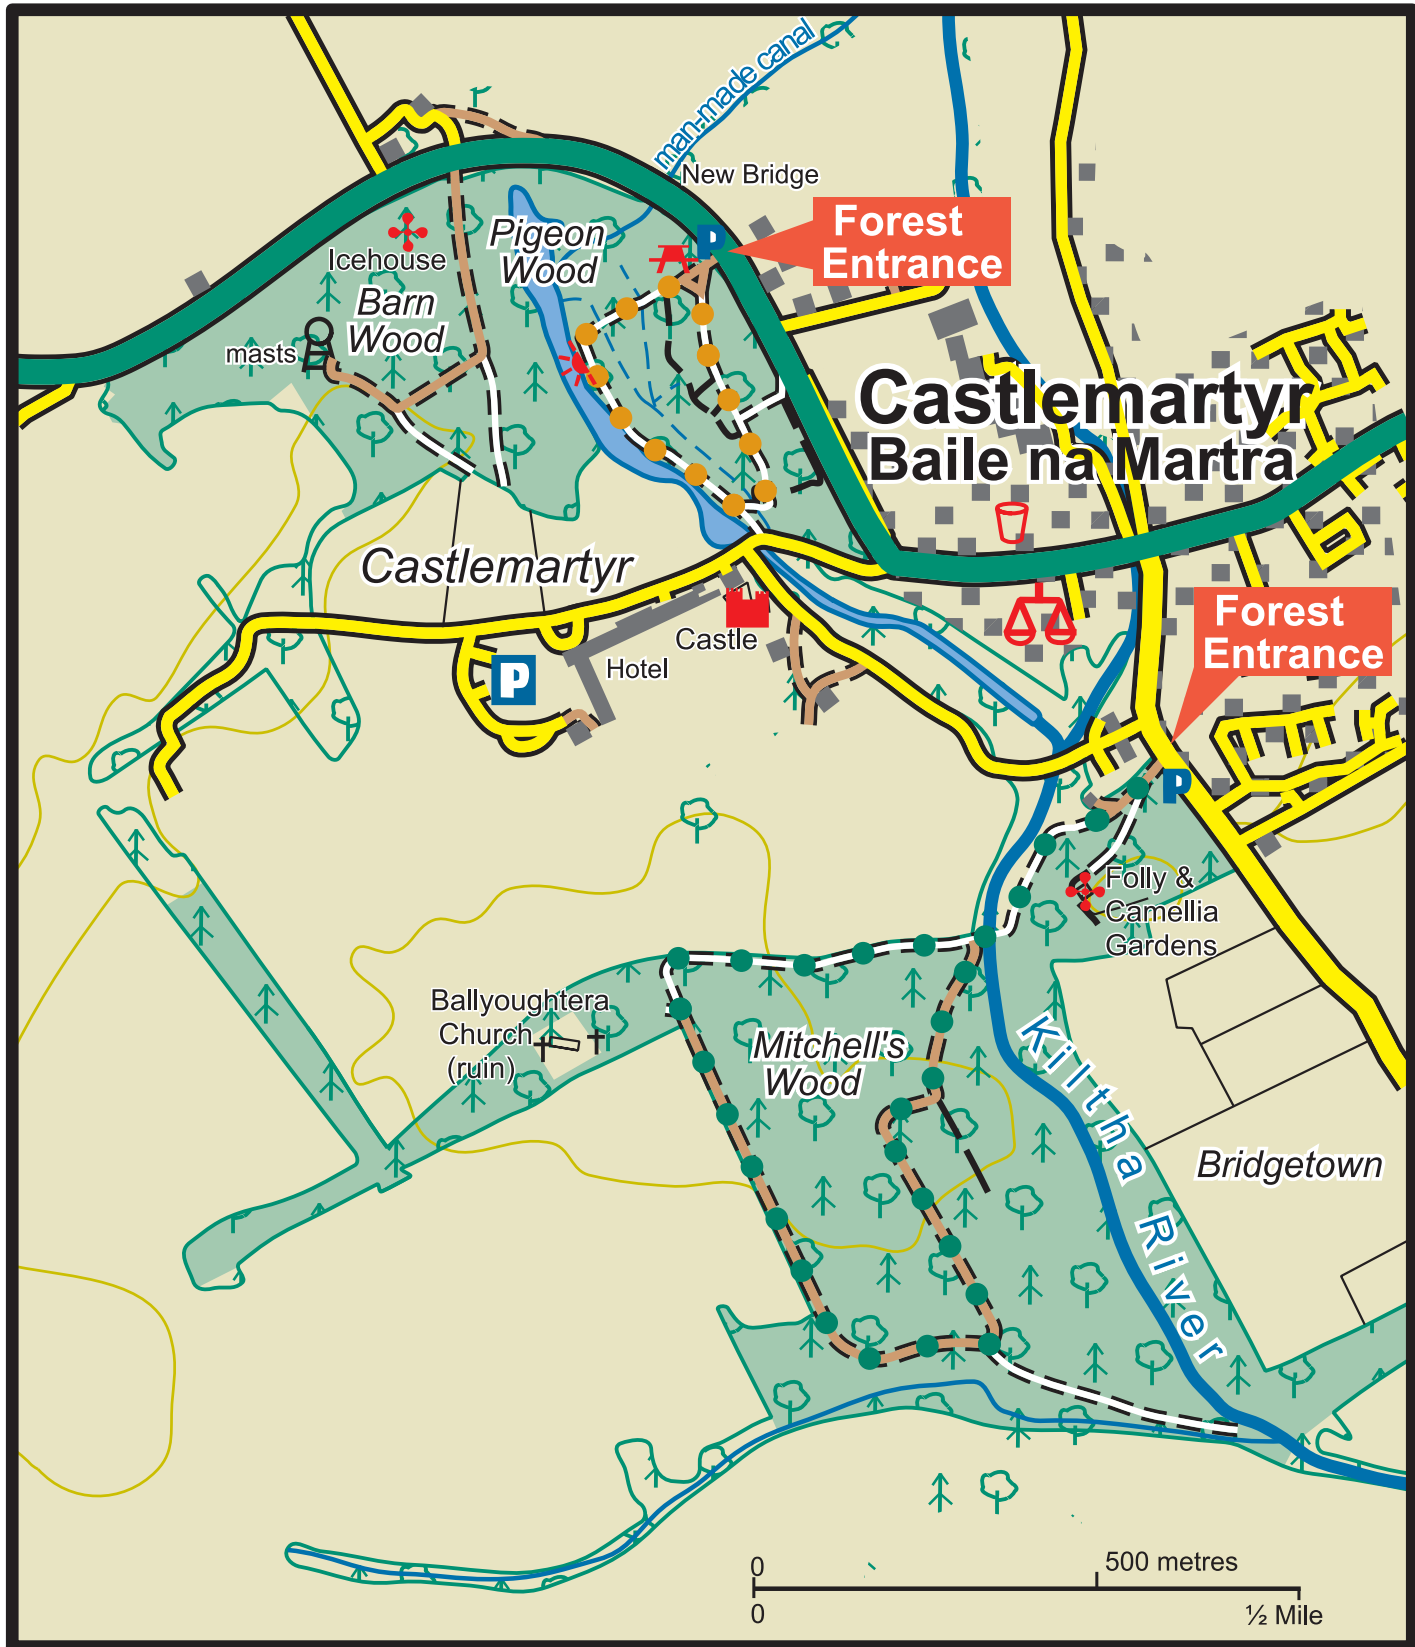 man-made canal
New Bridge
P
Forest
Entrance
Pigeon
Wood
Icehouse
Barn
Wood
masts
Castlemartyr
Baile na Martra
Castlemartyr
Forest
Entrance
Castle
Hotel
P
P
Folly &
Camellia
Gardens
Ballyoughtera
Church
(ruin)
Mitchell's
Wood
Kiltha River
Bridgetown
0
500 metres
0
½ Mile